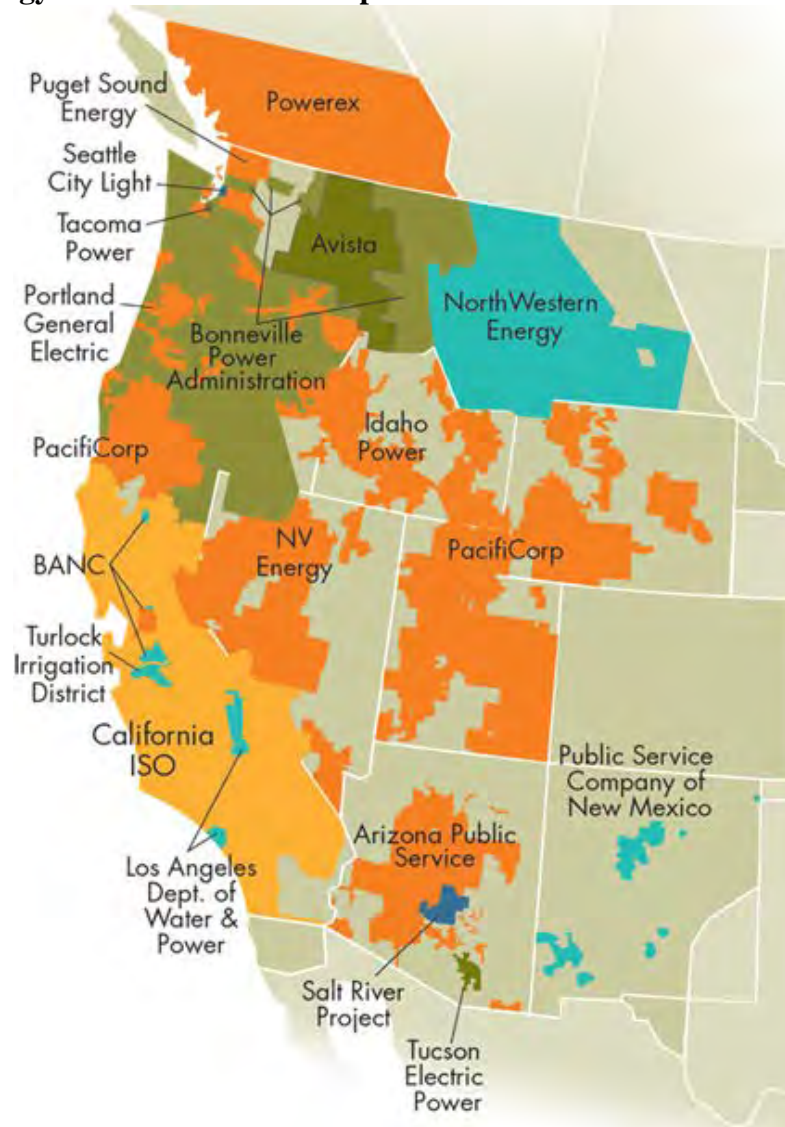 Powerex
Puget Sound
Energy
Seattle
City Light
Tacoma
Power
Avista
Portland
General
Electric
Bonneville
Power
Administration
NorthWestern
Energy
PacifiCorp
Idaho
Power
BANC
NV
Energy
PacifiCorp
Turlock
Irrigation
District
California
ISO
Public Service
Company of
New Mexico
Arizona Public
Service
Los Angeles
Dept. of
Water &
Power
Salt River
Project
Tucson
Electric
Power